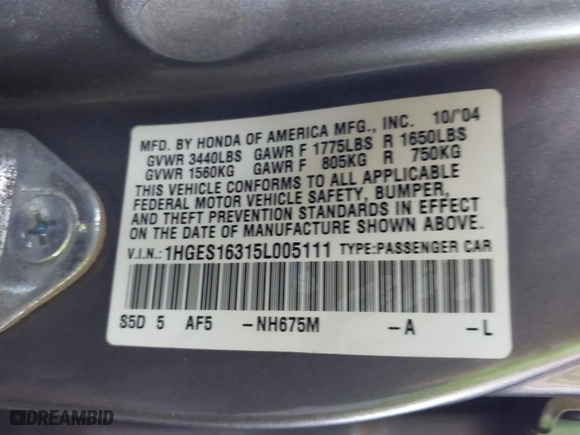 MFD. BY HONDA OF AMERICA MFG., INC. 10/'04
GVWR 3440LBS GAWR F 1775LBS R 1650LBS
GVWR 1560KG GAWR F 805KG R 750KG
THIS VEHICLE CONFORMS TO ALL APPLICABLE
FEDERAL MOTOR VEHICLE SAFETY, BUMPER,
AND THEFT PREVENTION STANDARDS IN EFFECT
ON THE DATE OF MANUFACTURE SHOWN ABOVE.
V.I.N.: 1HGES16315L005111 TYPE:PASSENGER CAR
S5D 5 AF5 -NH675M -A -L
DREAMBID